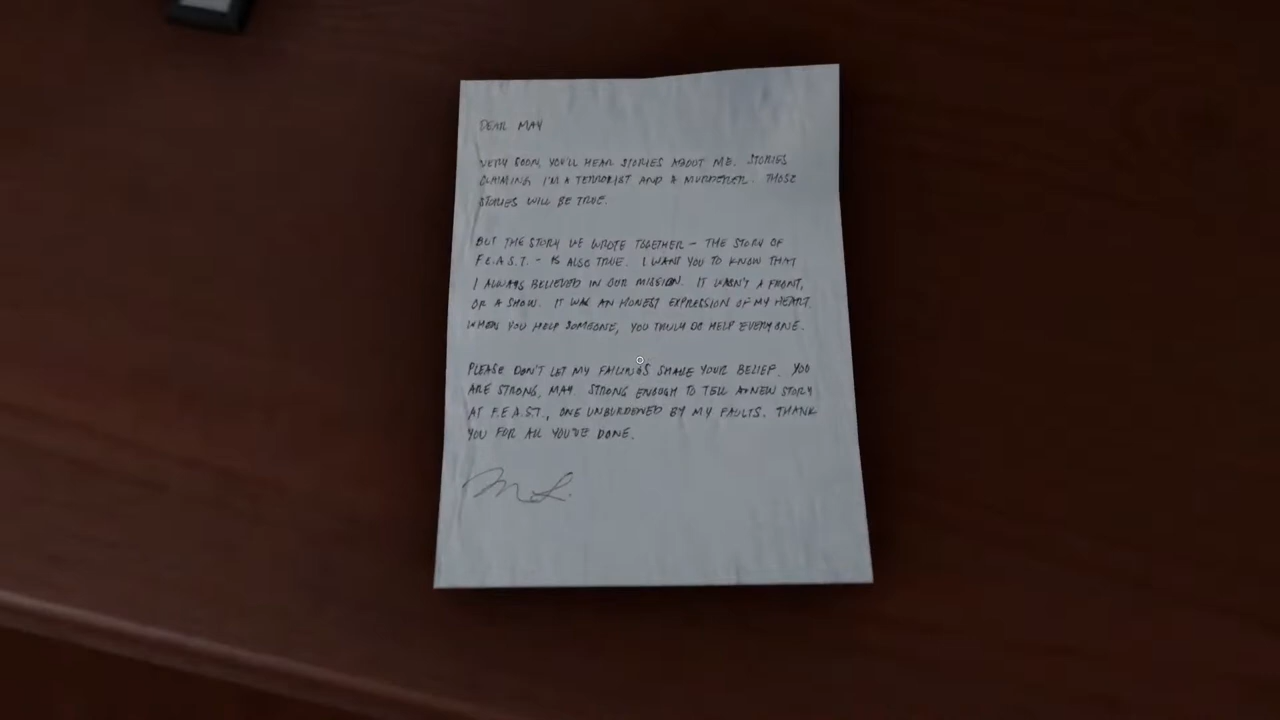 DEAR MAY
VERY SOON, YOU'LL HEAR STORIES ABOUT ME. STORIES
CLAIMING I'M A TERRORIST AND A MURDERER. THOSE
STORIES WILL BE TRUE.
BUT THE STORY WE WROTE TOGETHER – THE STORY OF
F.E.A.S.T. – IS ALSO TRUE. I WANT YOU TO KNOW THAT
I ALWAYS BELIEVED IN OUR MISSION. IT WASN'T A FRONT,
OR A SHOW. IT WAS AN HONEST EXPRESSION OF MY HEART.
WHEN YOU HELP SOMEONE, YOU TRULY DO HELP EVERYONE.
PLEASE DON'T LET MY FAILINGS SHAKE YOUR BELIEF. YOU
ARE STRONG, MAY. STRONG ENOUGH TO TELL A NEW STORY
AT F.E.A.S.T., ONE UNBURDENED BY MY FAULTS. THANK
YOU FOR ALL YOU'VE DONE.
M L.